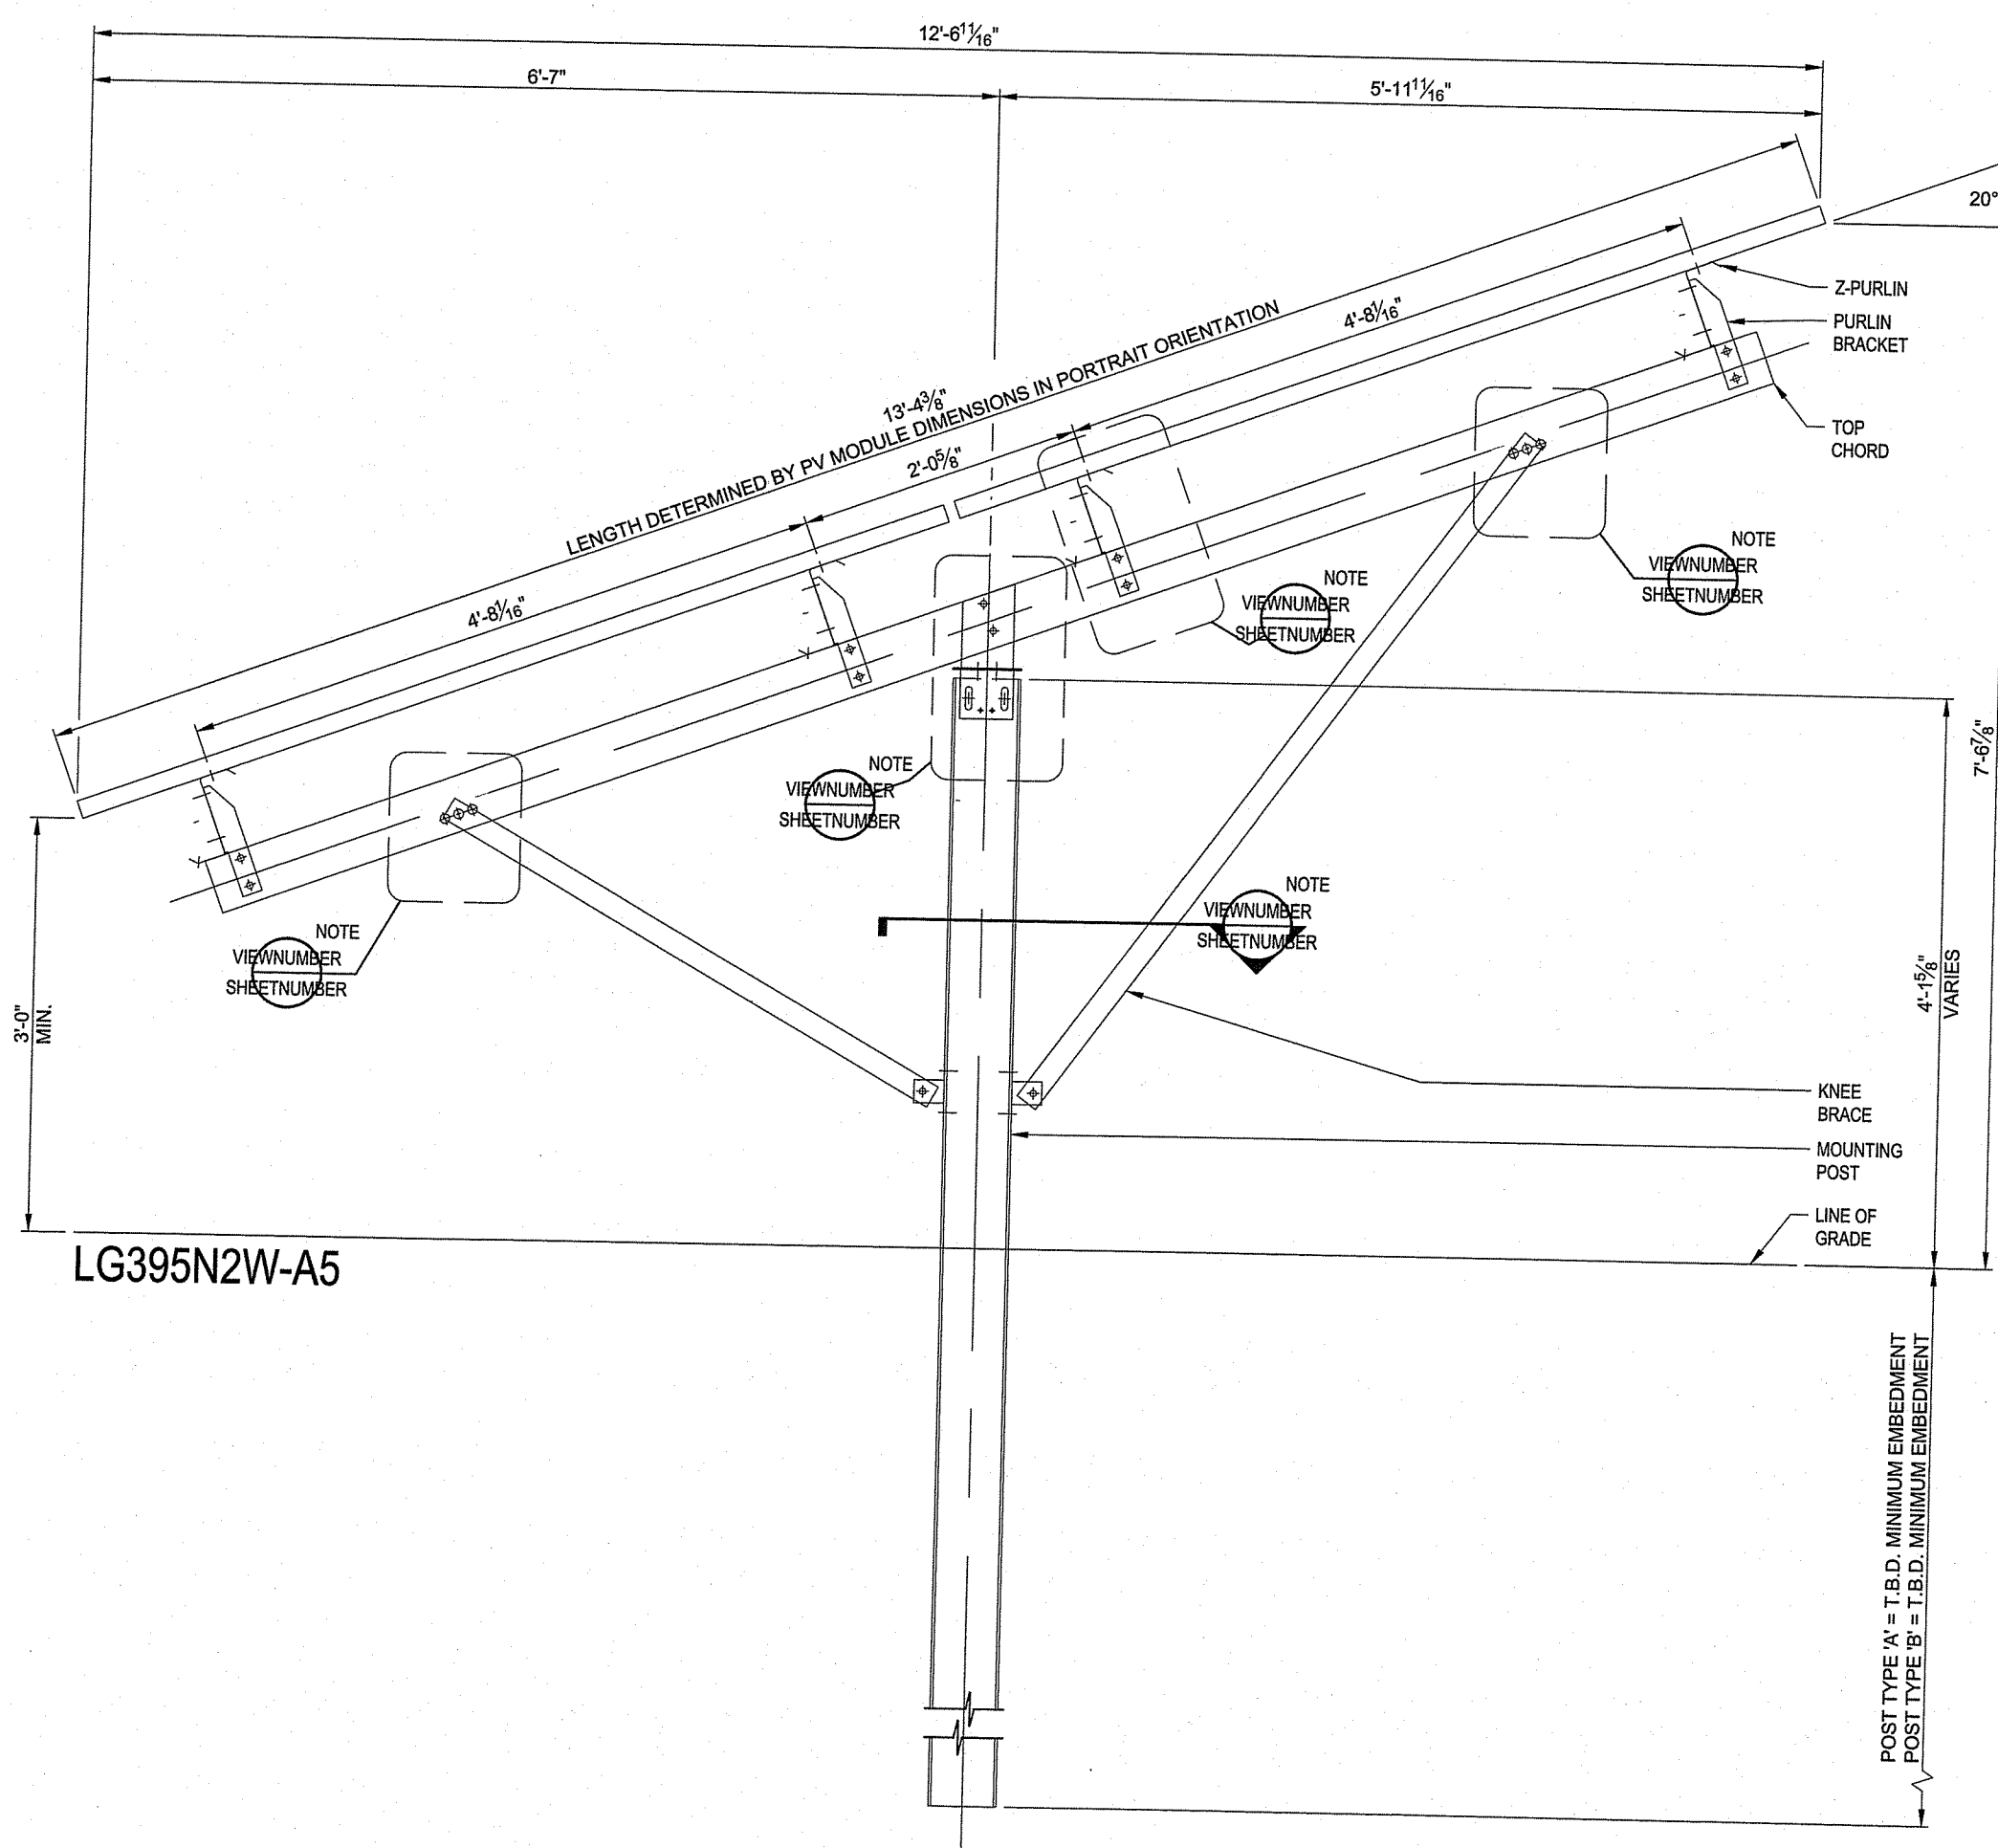 12'-6 11/16"
6'-7"
5'-11 11/16"
20°
Z-PURLIN
PURLIN
BRACKET
TOP
CHORD
4'-8 1/16"
13'-4 3/8"
LENGTH DETERMINED BY PV MODULE DIMENSIONS IN PORTRAIT ORIENTATION
2'-0 5/8"
4'-8 1/16"
NOTE
VIEWNUMBER
SHEETNUMBER
NOTE
VIEWNUMBER
SHEETNUMBER
NOTE
VIEWNUMBER
SHEETNUMBER
NOTE
VIEWNUMBER
SHEETNUMBER
NOTE
VIEWNUMBER
SHEETNUMBER
7'-6 7/8"
4'-1 5/8"
VARIES
3'-0"
MIN.
KNEE
BRACE
MOUNTING
POST
LINE OF
GRADE
LG395N2W-A5
POST TYPE 'A' = T.B.D. MINIMUM EMBEDMENT
POST TYPE 'B' = T.B.D. MINIMUM EMBEDMENT